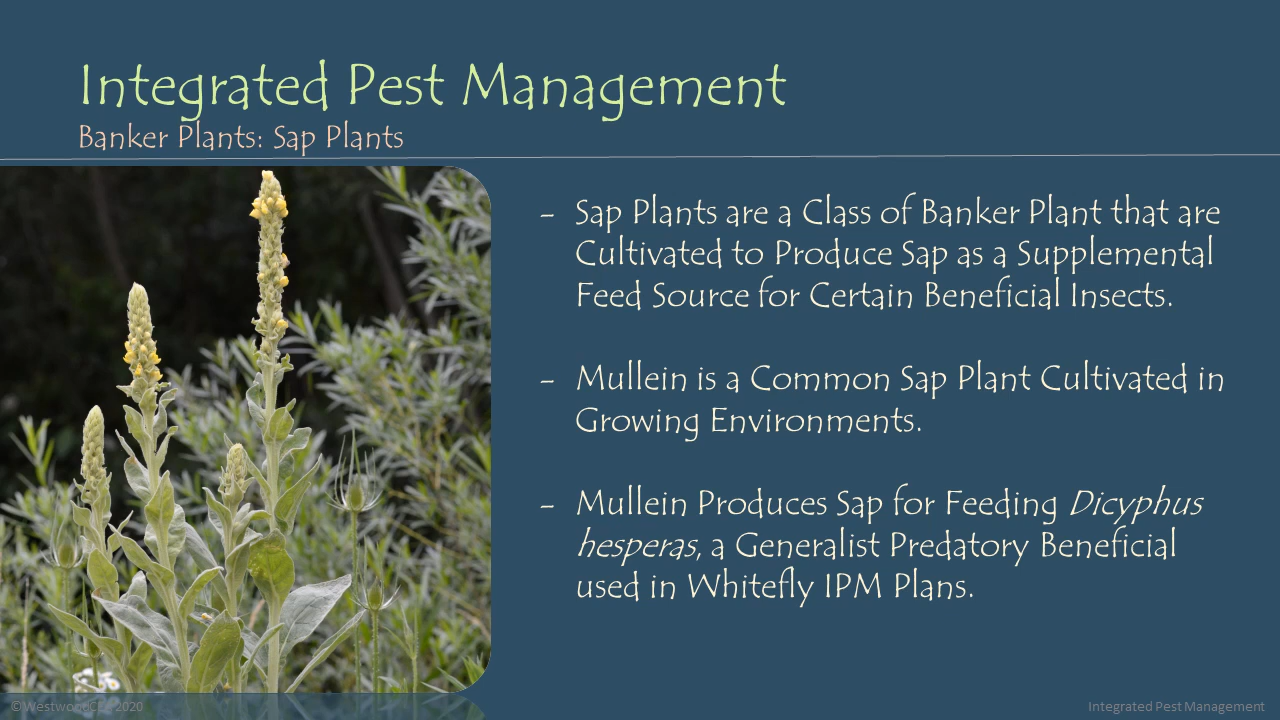 Integrated Pest Management
Banker Plants: Sap Plants
- Sap Plants are a Class of Banker Plant that are
Cultivated to Produce Sap as a Supplemental
Feed Source for Certain Beneficial Insects.
- Mullein is a Common Sap Plant Cultivated in
Growing Environments.
- Mullein Produces Sap for Feeding Dicyphus
hesperas, a Generalist Predatory Beneficial
used in Whitefly IPM Plans.
2020
Integrated Pest Management